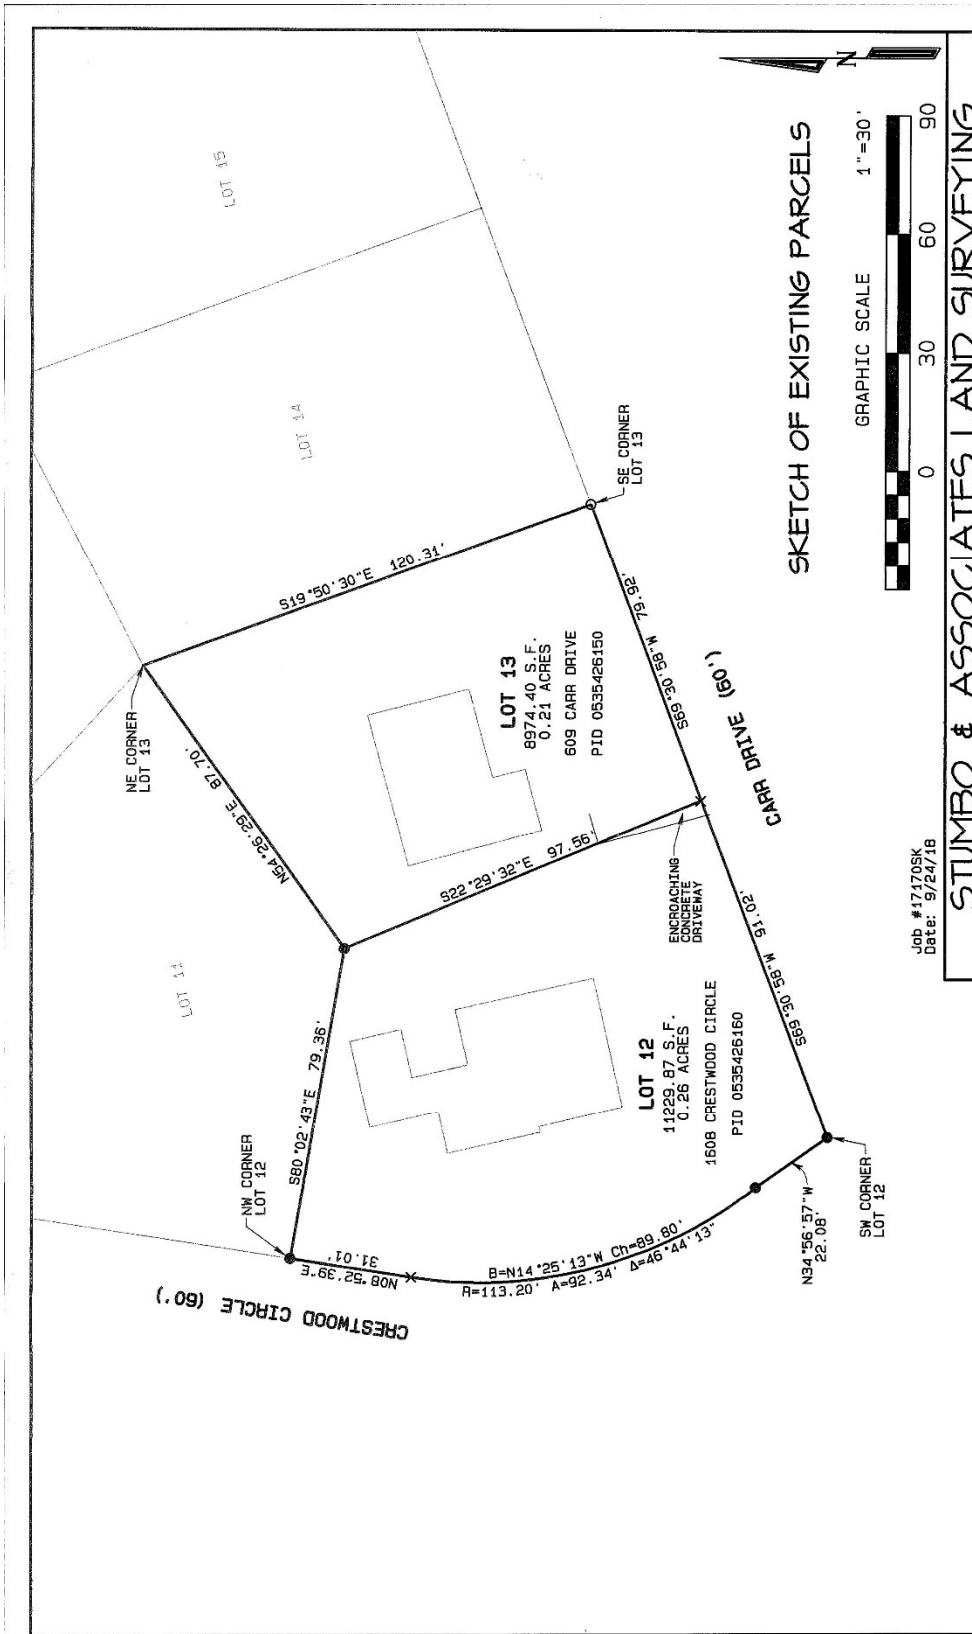 LOT 15
LOT 14
LOT 11
NE CORNER
LOT 13
N54°26'29"E 87.70'
S19°50'30"E 120.31'
SE CORNER
LOT 13
LOT 13
8974.40 S.F.
0.21 ACRES
609 CARR DRIVE
PID 0535426150
S69°30'58"W 79.92'
S22°29'32"E 97.56'
ENCROACHING
CONCRETE
DRIVEWAY
CARR DRIVE (60')
S69°30'58"W 91.02'
NW CORNER
LOT 12
S80°02'43"E 79.36'
LOT 12
11229.87 S.F.
0.26 ACRES
1608 CRESTWOOD CIRCLE
PID 0535426160
N08°52'39"E
31.01'
B=N14°25'13"W Ch=89.80'
R=113.20' A=92.34' Δ=46°44'13"
N34°56'57"W
22.08'
SW CORNER
LOT 12
CRESTWOOD CIRCLE (60')
N
SKETCH OF EXISTING PARCELS
GRAPHIC SCALE 1"=30'
0 30 60 90
Job #17170SK
Date: 9/24/18
STUMBO & ASSOCIATES LAND SURVEYING